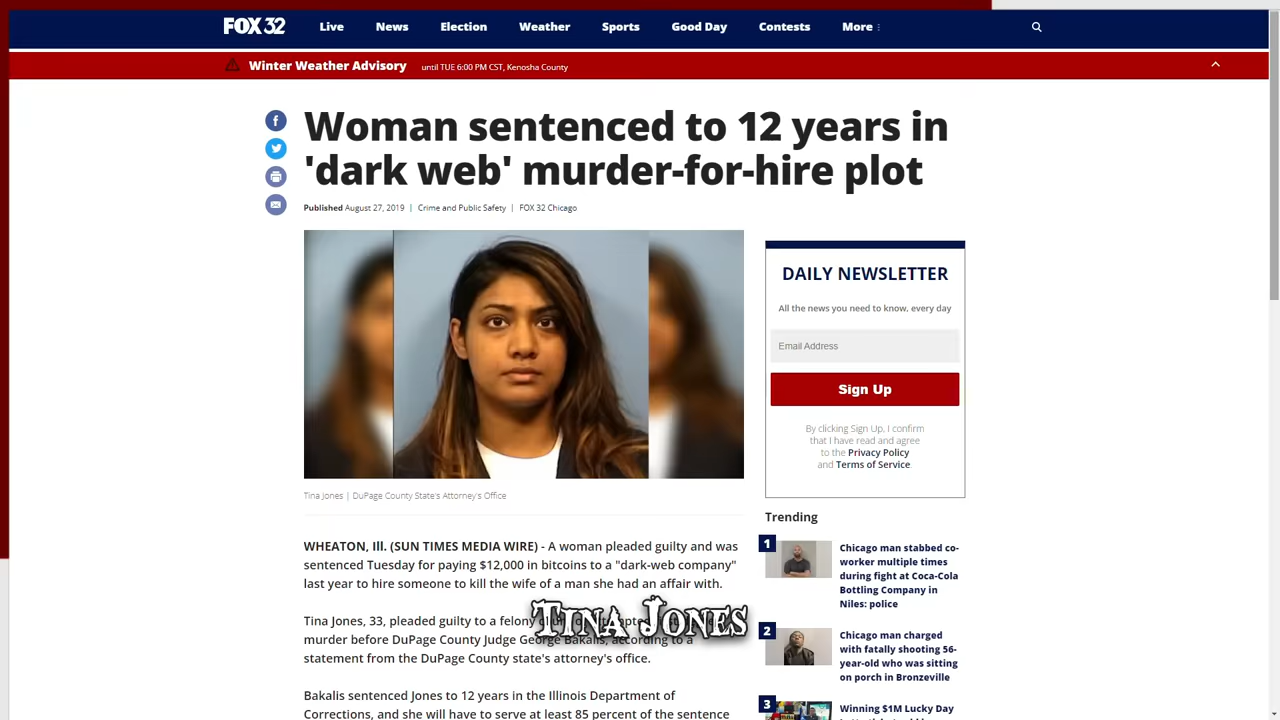 FOX 32
Live
News
Election
Weather
Sports
Good Day
Contests
More
Winter Weather Advisory
until TUE 6:00 PM CST, Kenosha County
Woman sentenced to 12 years in
'dark web' murder-for-hire plot
Published August 27, 2019 | Crime and Public Safety | FOX 32 Chicago
Tina Jones | DuPage County State's Attorney's Office
WHEATON, Ill. (SUN TIMES MEDIA WIRE) - A woman pleaded guilty and was
sentenced Tuesday for paying $12,000 in bitcoins to a "dark-web company"
last year to hire someone to kill the wife of a man she had an affair with.
Tina Jones, 33, pleaded guilty to a felony
murder before DuPage County Judge George Bakalis, according to a
statement from the DuPage County state's attorney's office.
Tina Jones
Bakalis sentenced Jones to 12 years in the Illinois Department of
Corrections, and she will have to serve at least 85 percent of the sentence
DAILY NEWSLETTER
All the news you need to know, every day
Email Address
Sign Up
By clicking Sign Up, I confirm
that I have read and agree
to the Privacy Policy
and Terms of Service.
Trending
1
Chicago man stabbed co-
worker multiple times
during fight at Coca-Cola
Bottling Company in
Niles: police
2
Chicago man charged
with fatally shooting 56-
year-old who was sitting
on porch in Bronzeville
3
Winning $1M Lucky Day